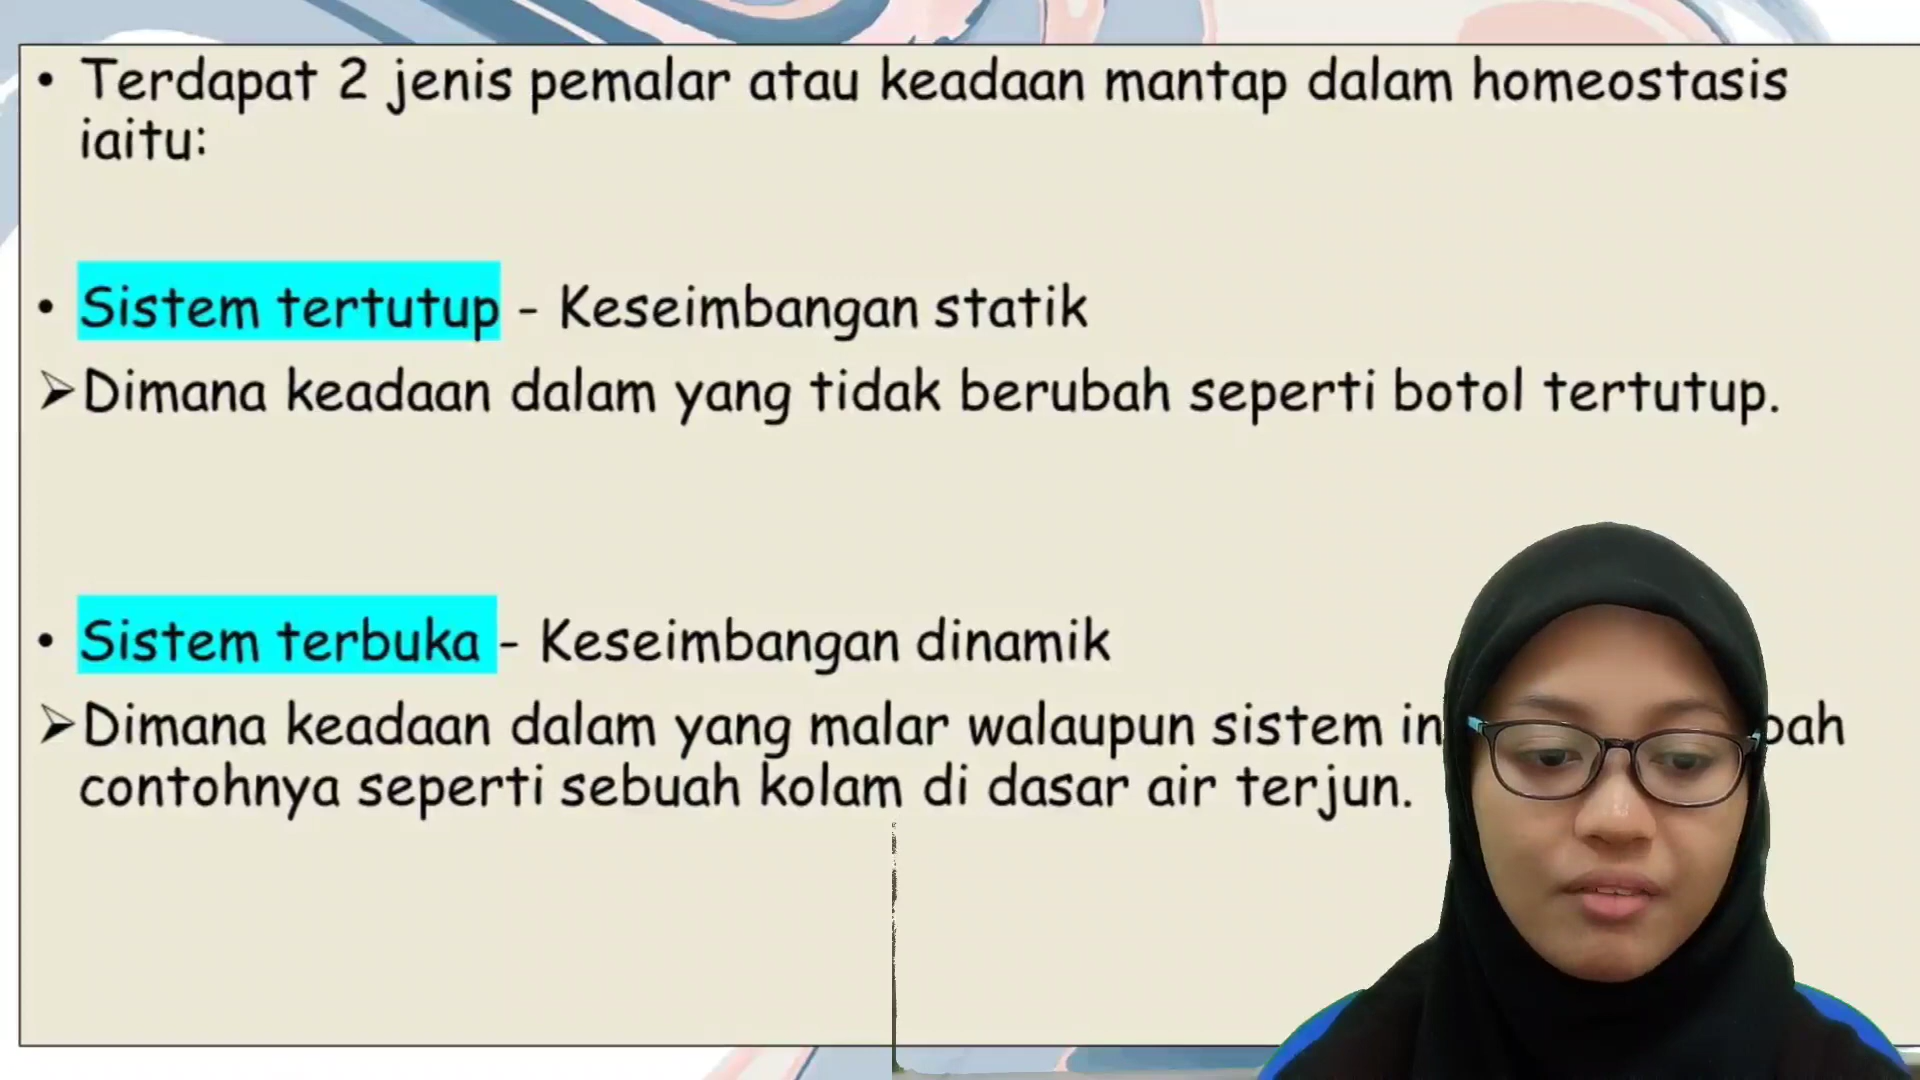 • Terdapat 2 jenis pemalar atau keadaan mantap dalam homeostasis
iaitu:
• Sistem tertutup - Keseimbangan statik
➢Dimana keadaan dalam yang tidak berubah seperti botol tertutup.
• Sistem terbuka - Keseimbangan dinamik
➢Dimana keadaan dalam yang malar walaupun sistem
contohnya seperti sebuah kolam di dasar air terjun.